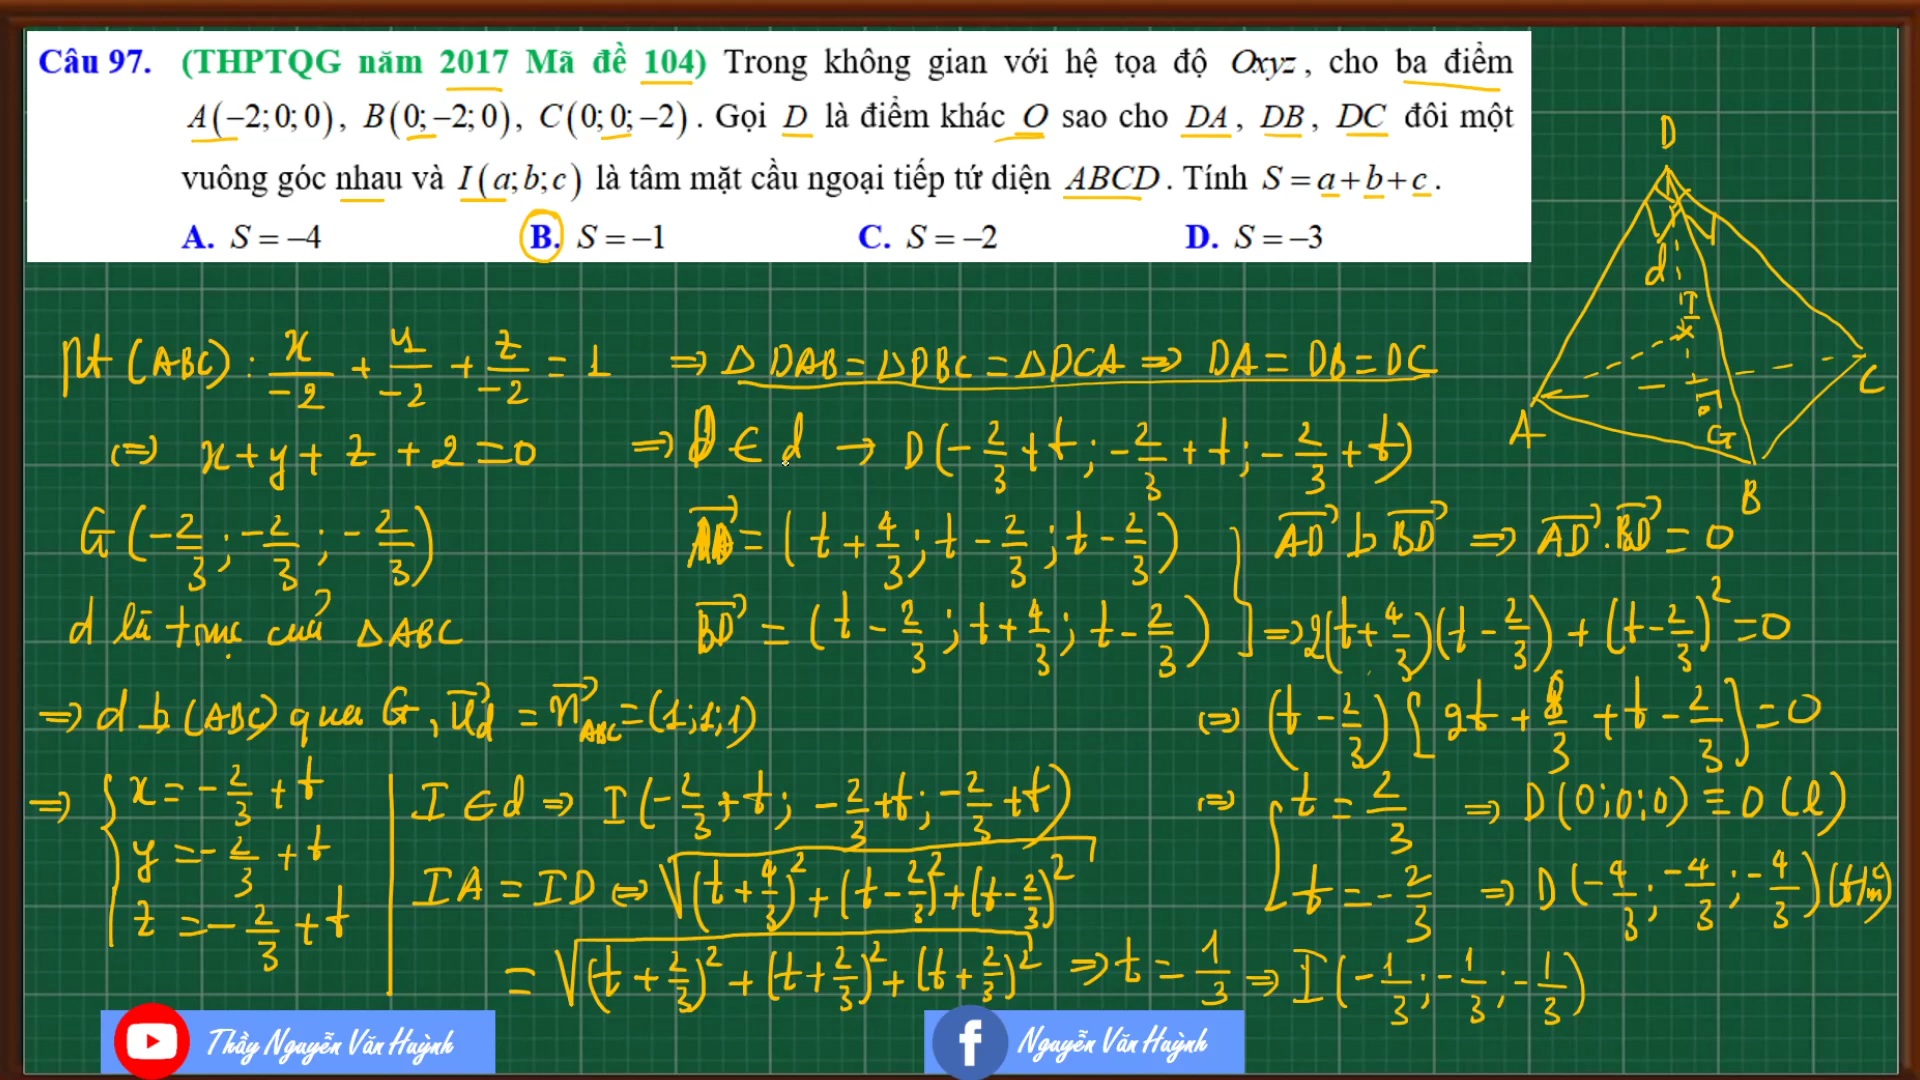 Câu 97. (THPTQG năm 2017 Mã đề 104) Trong không gian với hệ tọa độ Oxyz, cho ba điểm
A(−2;0;0), B(0;−2;0), C(0;0;−2). Gọi D là điểm khác O sao cho DA, DB, DC đôi một
vuông góc nhau và I(a;b;c) là tâm mặt cầu ngoại tiếp tứ diện ABCD. Tính S = a+b+c.
A. S = −4 B. S = −1 C. S = −2 D. S = −3
D
d
I
A
C
G
B
pt (ABC): x/−2 + y/−2 + z/−2 = 1
⇔ x + y + z + 2 = 0
G(−2/3; −2/3; −2/3)
d là trục của △ABC
⇒ d ⊥ (ABC) qua G, u⃗d = n⃗ABC = (1;1;1)
⇒ { x = −2/3 + t
y = −2/3 + t
z = −2/3 + t
⇒ △DAB = △DBC = △DCA ⇒ DA = DB = DC
⇒ D ∈ d → D(−2/3 + t; −2/3 + t; −2/3 + t)
AD⃗ = (t + 4/3; t − 2/3; t − 2/3)
BD⃗ = (t − 2/3; t + 4/3; t − 2/3)
AD⃗ ⊥ BD⃗ ⇒ AD⃗ . BD⃗ = 0
⇒ 2(t + 4/3)(t − 2/3) + (t − 2/3)² = 0
⇔ (t − 2/3)[2t + 8/3 + t − 2/3] = 0
⇔ [ t = 2/3 ⇒ D(0;0;0) ≡ O (l)
t = −2/3 ⇒ D(−4/3; −4/3; −4/3) (t/m)
I ∈ d ⇒ I(−2/3 + t; −2/3 + t; −2/3 + t)
IA = ID ⇔ √((t + 4/3)² + (t − 2/3)² + (t − 2/3)²)
= √((t + 2/3)² + (t + 2/3)² + (t + 2/3)²) ⇒ t = 1/3 ⇒ I(−1/3; −1/3; −1/3)
Thầy Nguyễn Văn Huỳnh
f Nguyễn Văn Huỳnh